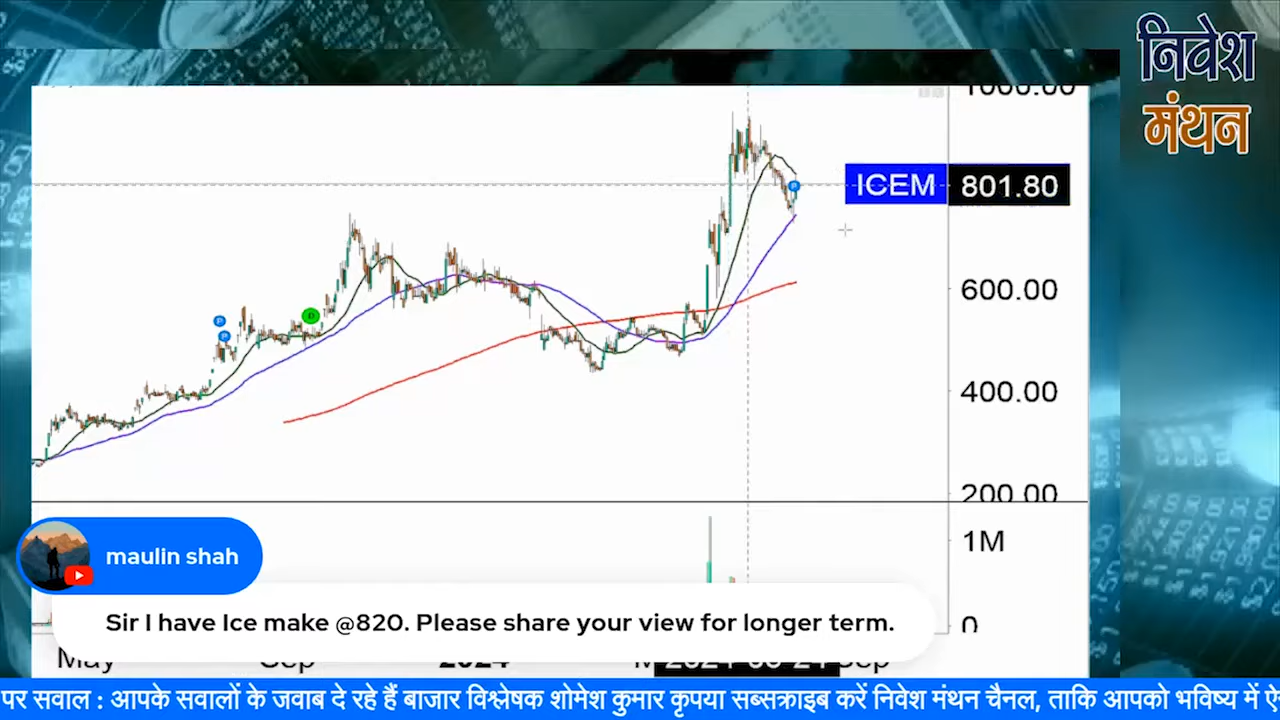 निवेश
मंथन
1000.00
ICEM 801.80
600.00
400.00
200.00
1M
0
maulin shah
Sir I have Ice make @820. Please share your view for longer term.
May Sep 2024 Sep
पर सवाल : आपके सवालों के जवाब दे रहे हैं बाजार विश्लेषक शोमेश कुमार कृपया सब्सक्राइब करें निवेश मंथन चैनल, ताकि आपको भविष्य में ऐ